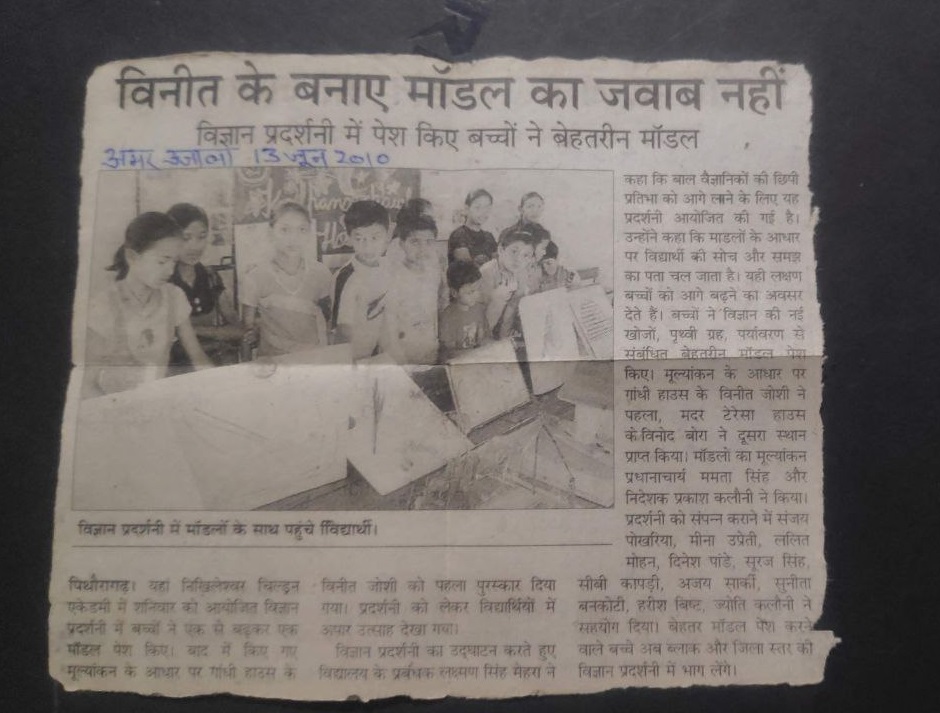 विनीत के बनाए मॉडल का जवाब नहीं
विज्ञान प्रदर्शनी में पेश किए बच्चों ने बेहतरीन मॉडल
अमर उजाला 13 जून 2010
विज्ञान प्रदर्शनी में मॉडलों के साथ पहुंचे विद्यार्थी।
पिथौरागढ़। यहां निखिलेश्वर चिल्ड्रन
एकेडमी में शनिवार को आयोजित विज्ञान
प्रदर्शनी में बच्चों ने एक से बढ़कर एक
मॉडल पेश किए। बाद में किए गए
मूल्यांकन के आधार पर गांधी हाउस के
विनीत जोशी को पहला पुरस्कार दिया
गया। प्रदर्शनी को लेकर विद्यार्थियों में
अपार उत्साह देखा गया।
विज्ञान प्रदर्शनी का उद्घाटन करते हुए
विद्यालय के प्रबंधक लक्ष्मण सिंह मेहरा ने
कहा कि बाल वैज्ञानिकों की छिपी
प्रतिभा को आगे लाने के लिए यह
प्रदर्शनी आयोजित की गई है।
उन्होंने कहा कि माडलों के आधार
पर विद्यार्थी की सोच और समझ
का पता चल जाता है। यही लक्षण
बच्चों को आगे बढ़ने का अवसर
देते हैं। बच्चों ने विज्ञान की नई
खोजों, पृथ्वी ग्रह, पर्यावरण से
संबंधित बेहतरीन मॉडल पेश
किए। मूल्यांकन के आधार पर
गांधी हाउस के विनीत जोशी ने
पहला, मदर टेरेसा हाउस
के विनोद बोरा ने दूसरा स्थान
प्राप्त किया। मॉडलों का मूल्यांकन
प्रधानाचार्य ममता सिंह और
निदेशक प्रकाश कलौनी ने किया।
प्रदर्शनी को संपन्न कराने में संजय
पोखरिया, मीना उप्रेती, ललित
मोहन, दिनेश पांडे, सूरज सिंह,
सीबी कापड़ी, अजय सार्की, सुनीता
बनकोटी, हरीश बिष्ट, ज्योति कलौनी ने
सहयोग दिया। बेहतर मॉडल पेश करने
वाले बच्चे अब ब्लाक और जिला स्तर की
विज्ञान प्रदर्शनी में भाग लेंगे।